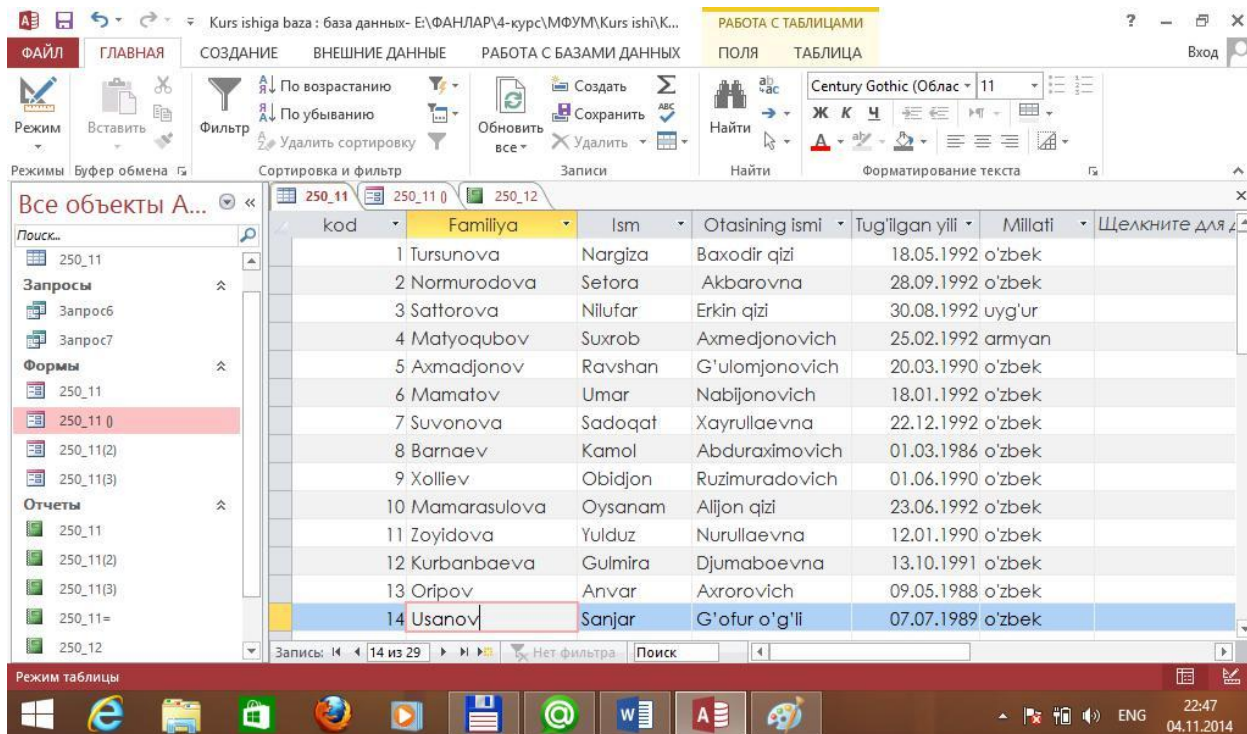 Kurs ishiga baza : база данных- E:\ФАНЛАР\4-курс\МФУМ\Kurs ishi\K...
РАБОТА С ТАБЛИЦАМИ
ФАЙЛ ГЛАВНАЯ СОЗДАНИЕ ВНЕШНИЕ ДАННЫЕ РАБОТА С БАЗАМИ ДАННЫХ ПОЛЯ ТАБЛИЦА Вход
Режим
Вставить
Фильтр
По возрастанию
По убыванию
Удалить сортировку
Обновить все
Создать
Сохранить
Удалить
Найти
Century Gothic (Облас 11
Ж К Ч
Режимы Буфер обмена Сортировка и фильтр Записи Найти Форматирование текста
Все объекты A...
Поиск...
250_11
Запросы
Запрос6
Запрос7
Формы
250_11
250_11 ()
250_11(2)
250_11(3)
Отчеты
250_11
250_11(2)
250_11(3)
250_11=
250_12
250_11 250_11 () 250_12
kod Familiya Ism Otasining ismi Tug'ilgan yili Millati Щелкните для д
1 Tursunova Nargiza Baxodir qizi 18.05.1992 o'zbek
2 Normurodova Setora Akbarovna 28.09.1992 o'zbek
3 Sattorova Nilufar Erkin qizi 30.08.1992 uyg'ur
4 Matyoqubov Suxrob Axmedjonovich 25.02.1992 armyan
5 Axmadjonov Ravshan G'ulomjonovich 20.03.1990 o'zbek
6 Mamatov Umar Nabijonovich 18.01.1992 o'zbek
7 Suvonova Sadoqat Xayrullaevna 22.12.1992 o'zbek
8 Barnaev Kamol Abduraximovich 01.03.1986 o'zbek
9 Xolliev Obidjon Ruzimuradovich 01.06.1990 o'zbek
10 Mamarasulova Oysanam Alijon qizi 23.06.1992 o'zbek
11 Zoyidova Yulduz Nurullaevna 12.01.1990 o'zbek
12 Kurbanbaeva Gulmira Djumaboevna 13.10.1991 o'zbek
13 Oripov Anvar Axrorovich 09.05.1988 o'zbek
14 Usanov Sanjar G'ofur o'g'li 07.07.1989 o'zbek
Запись: 14 из 29 Нет фильтра Поиск
Режим таблицы
ENG
22:47
04.11.2014